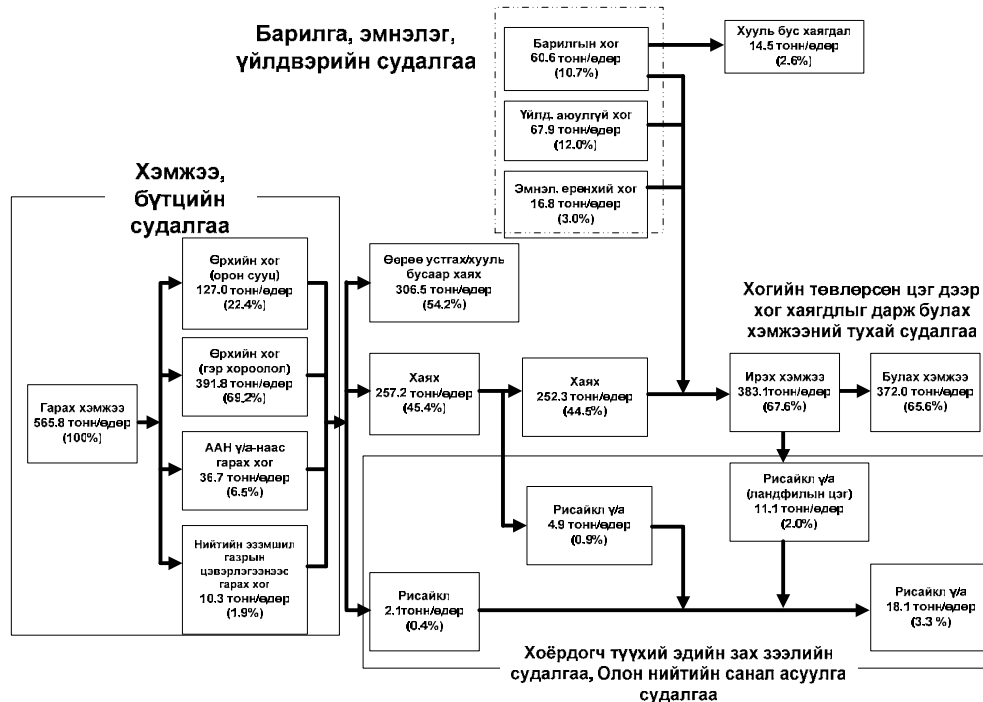 Барилга, эмнэлэг,
үйлдвэрийн судалгаа
Барилгын хог
60.6 тонн/өдөр
(10.7%)
Хууль бус хаягдал
14.5 тонн/өдөр
(2.6%)
Үйлд. аюулгүй хог
67.9 тонн/өдөр
(12.0%)
Эмнэл. ерөнхий хог
16.8 тонн/өдөр
(3.0%)
Хэмжээ,
бүтцийн
судалгаа
Өрхийн хог
(орон сууц)
127.0 тонн/өдөр
(22.4%)
Өөрөө устгах/хууль
бусаар хаях
306.5 тонн/өдөр
(54.2%)
Хогийн төвлөрсөн цэг дээр
хог хаягдлыг дарж булах
хэмжээний тухай судалгаа
Өрхийн хог
(гэр хороолол)
391.8 тонн/өдөр
(69.2%)
Гарах хэмжээ
565.8 тонн/өдөр
(100%)
Хаях
257.2 тонн/өдөр
(45.4%)
Хаях
252.3 тонн/өдөр
(44.5%)
Ирэх хэмжээ
383.1тонн/өдөр
(67.6%)
Булах хэмжээ
372.0 тонн/өдөр
(65.6%)
ААН ү/а-наас
гарах хог
36.7 тонн/өдөр
(6.5%)
Рисайкл ү/а
(ландфилын цэг)
11.1 тонн/өдөр
(2.0%)
Рисайкл ү/а
4.9 тонн/өдөр
(0.9%)
Нийтийн эзэмшил
газрын
цэвэрлэгээнээс
гарах хог
10.3 тонн/өдөр
(1.9%)
Рисайкл
2.1тонн/өдөр
(0.4%)
Рисайкл ү/а
18.1 тонн/өдөр
(3.3 %)
Хоёрдогч түүхий эдийн зах зээлийн
судалгаа, Олон нийтийн санал асуулга
судалгаа